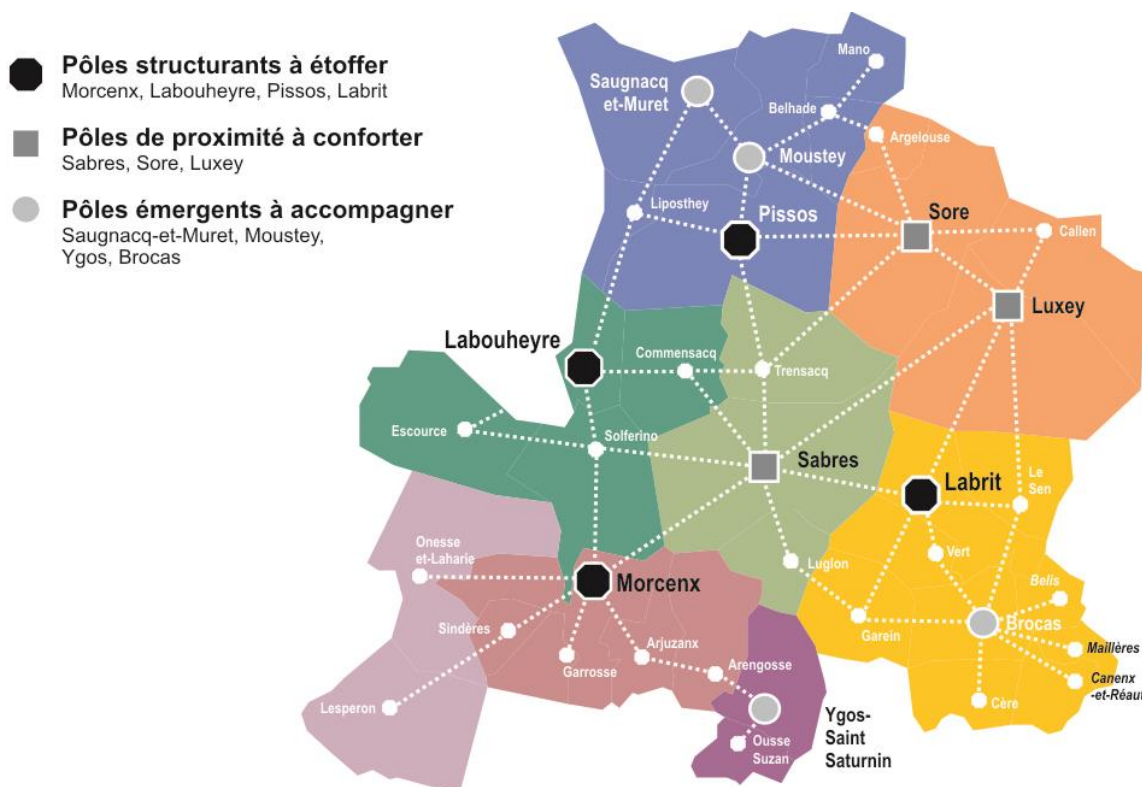 Pôles structurants à étoffer
Morcenx, Labouheyre, Pissos, Labrit
Pôles de proximité à conforter
Sabres, Sore, Luxey
Pôles émergents à accompagner
Saugnacq-et-Muret, Moustey,
Ygos, Brocas
Mano
Saugnacq
et-Muret
Belhade
Argelouse
Moustey
Liposthey
Pissos
Sore
Callen
Luxey
Labouheyre
Commensacq
Trensacq
Escource
Solferino
Sabres
Labrit
Le
Sen
Onesse
et-Laharie
Morcenx
Luglon
Vert
Belis
Sindères
Garrosse
Arjuzanx
Arengosse
Garein
Brocas
Maillères
Canenx
-et-Réaut
Cère
Lesperon
Ygos-
Saint
Saturnin
Ousse
Suzan